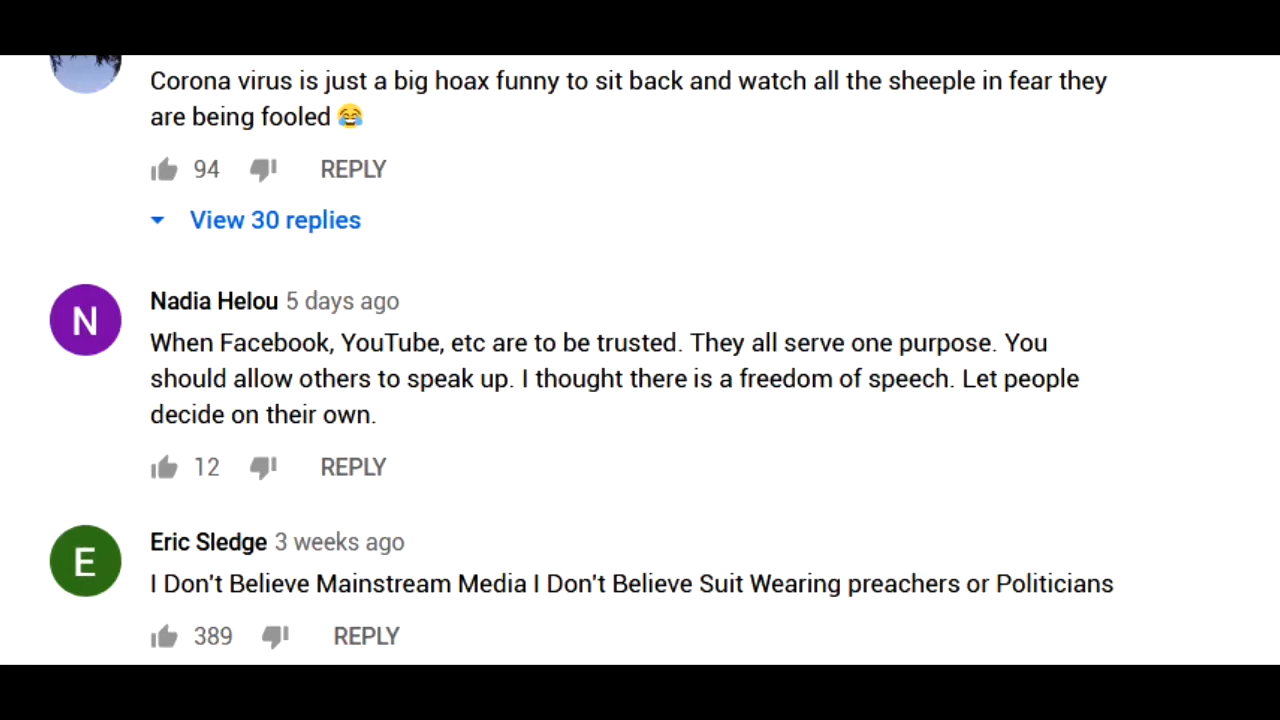 Corona virus is just a big hoax funny to sit back and watch all the sheeple in fear they
are being fooled 😂
94 REPLY
View 30 replies
N
Nadia Helou 5 days ago
When Facebook, YouTube, etc are to be trusted. They all serve one purpose. You
should allow others to speak up. I thought there is a freedom of speech. Let people
decide on their own.
12 REPLY
E
Eric Sledge 3 weeks ago
I Don't Believe Mainstream Media I Don't Believe Suit Wearing preachers or Politicians
389 REPLY